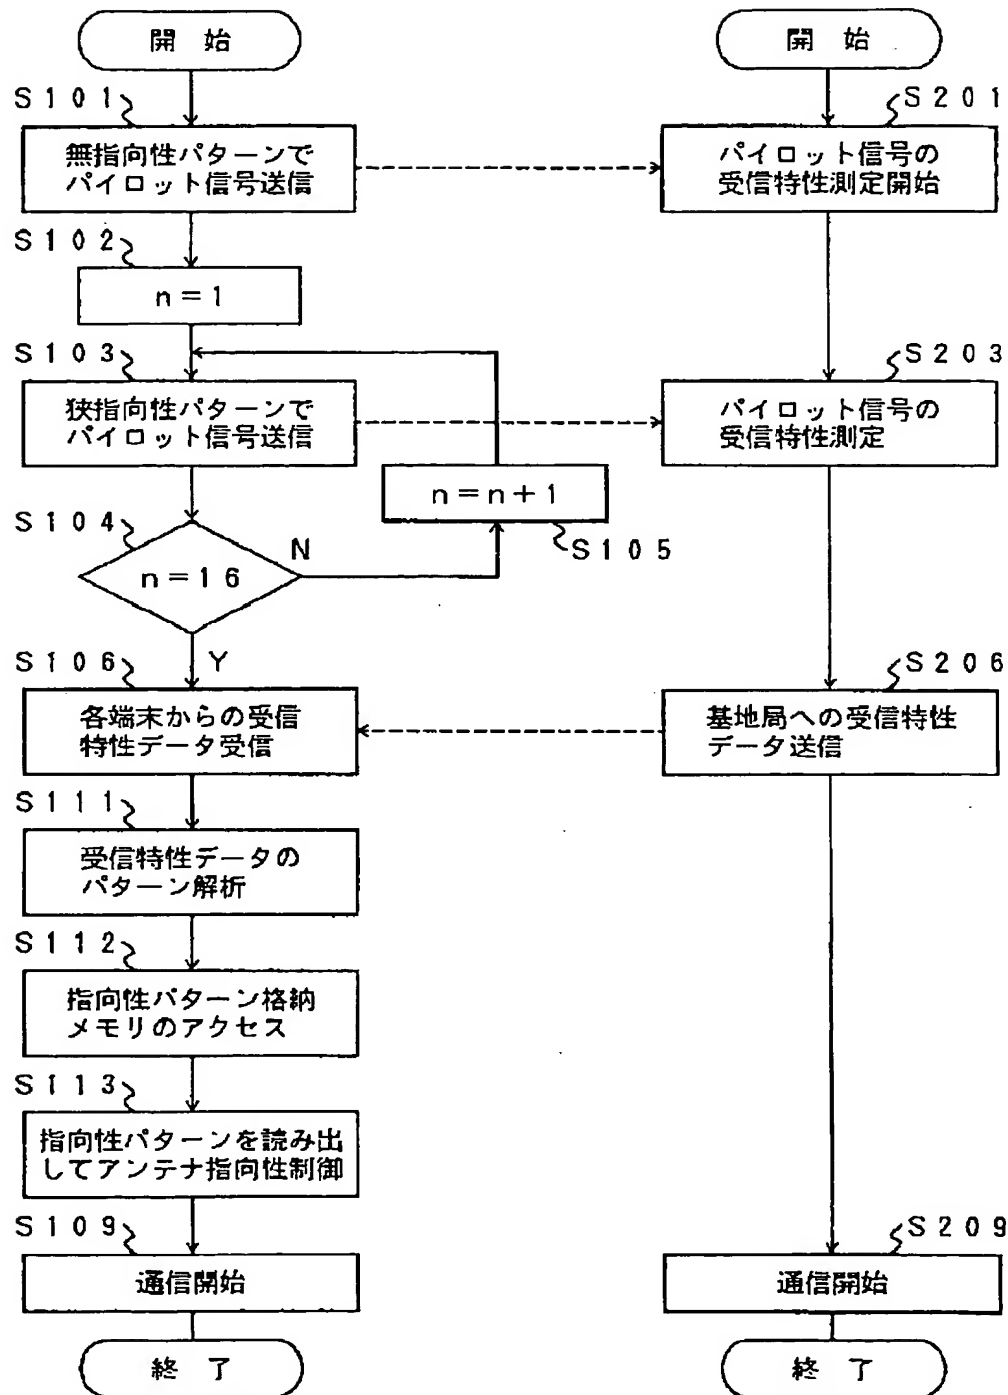 開 始
S101
無指向性パターンで
パイロット信号送信
S102
n=1
S103
狭指向性パターンで
パイロット信号送信
n=n+1
S105
S104
n=16
N
Y
S106
各端末からの受信
特性データ受信
S111
受信特性データの
パターン解析
S112
指向性パターン格納
メモリのアクセス
S113
指向性パターンを読み出
してアンテナ指向性制御
S109
通信開始
終 了
開 始
S201
パイロット信号の
受信特性測定開始
S203
パイロット信号の
受信特性測定
S206
基地局への受信特性
データ送信
S209
通信開始
終 了